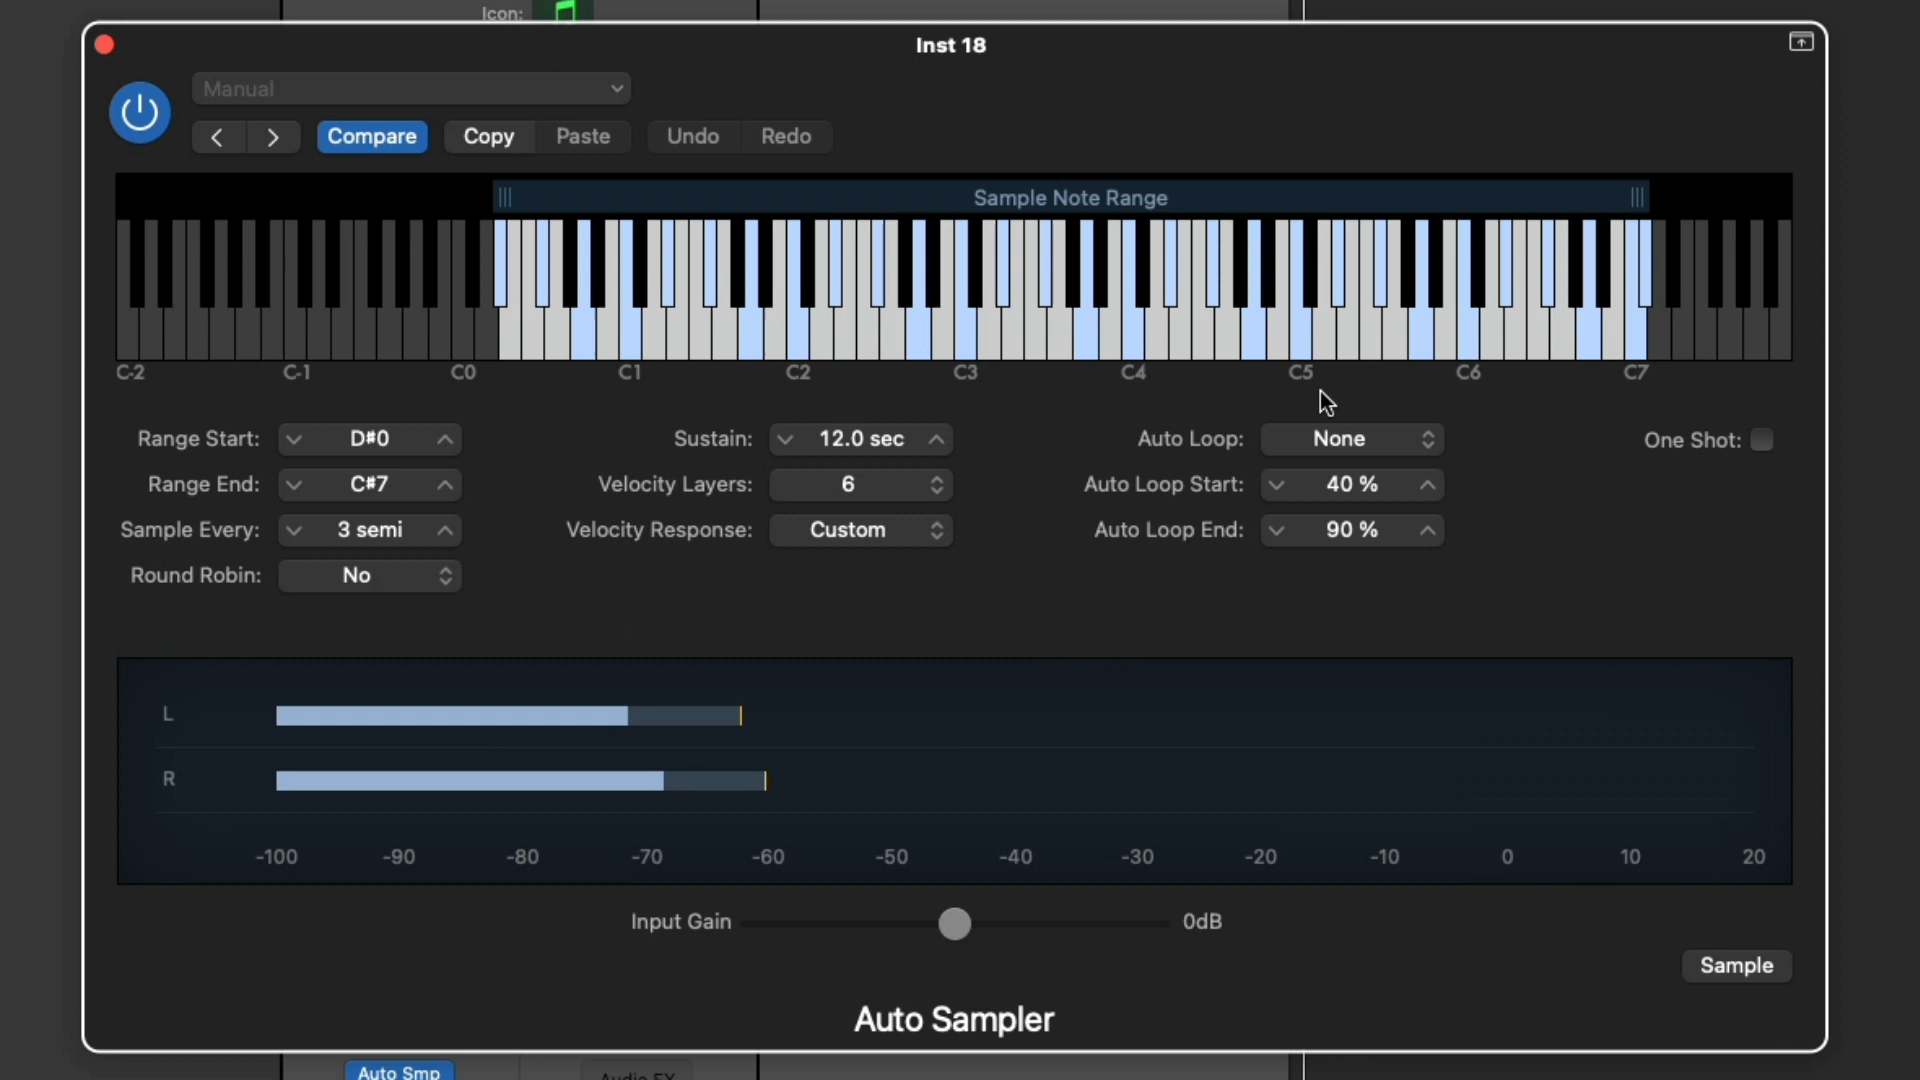 Icon:
Inst 18
Manual
Compare Copy Paste Undo Redo
Sample Note Range
C-2 C-1 C0 C1 C2 C3 C4 C5 C6 C7
Range Start: D#0 Sustain: 12.0 sec Auto Loop: None One Shot:
Range End: C#7 Velocity Layers: 6 Auto Loop Start: 40 %
Sample Every: 3 semi Velocity Response: Custom Auto Loop End: 90 %
Round Robin: No
L
R
-100 -90 -80 -70 -60 -50 -40 -30 -20 -10 0 10 20
Input Gain 0dB
Sample
Auto Sampler
Auto Smp Audio FX